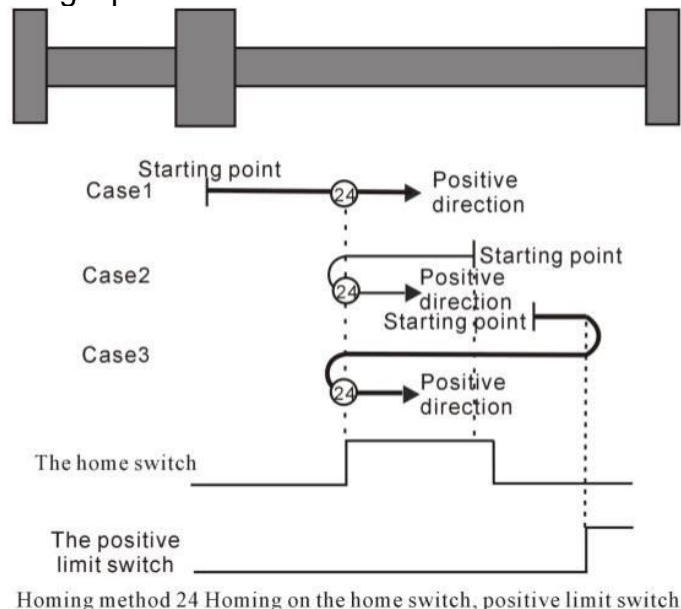 Starting point
Case1
24
Positive
direction
Starting point
Case2
24
Positive
direction
Starting point
Case3
24
Positive
direction
The home switch
The positive
limit switch
Homing method 24 Homing on the home switch, positive limit switch